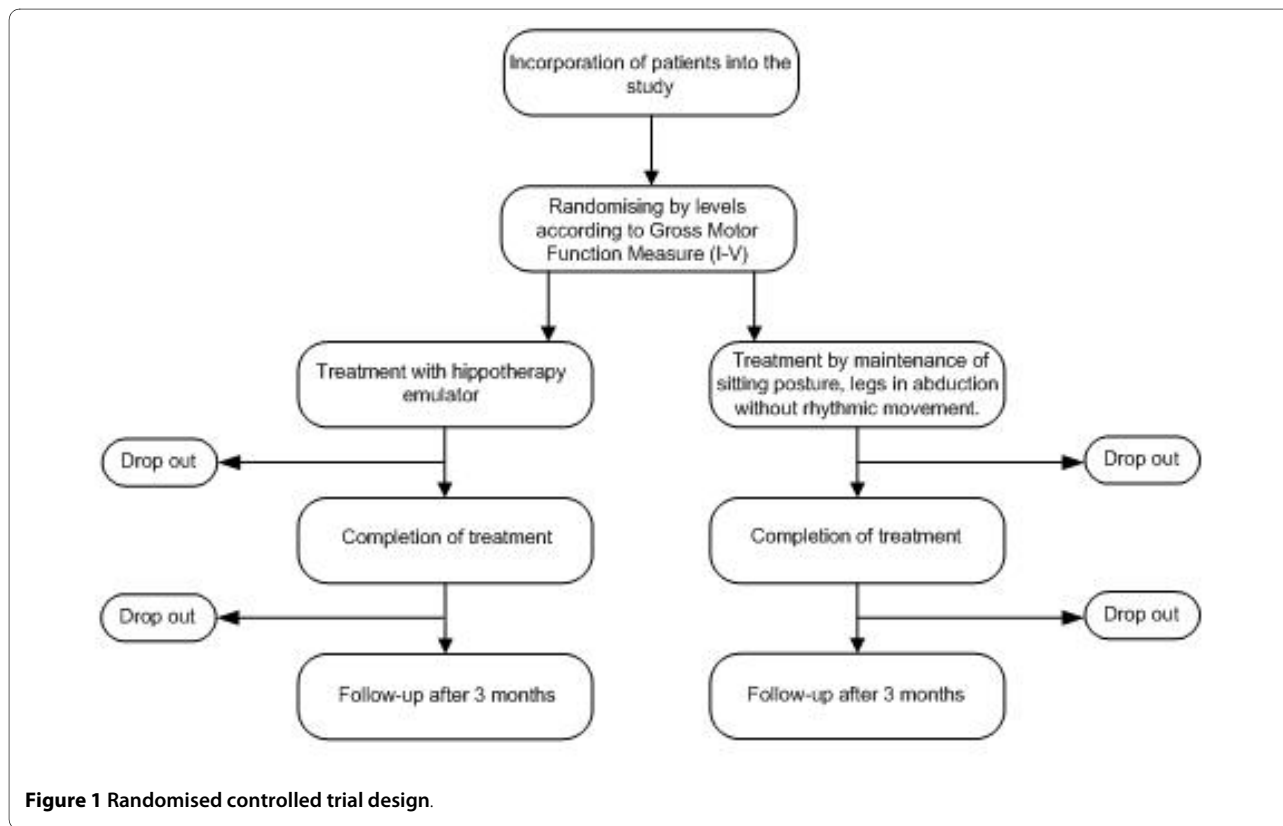 Incorporation of patients into the
study
Randomising by levels
according to Gross Motor
Function Measure (I-V)
Treatment with hippotherapy
emulator
Treatment by maintenance of
sitting posture, legs in abduction
without rhythmic movement.
Drop out
Drop out
Completion of treatment
Completion of treatment
Drop out
Drop out
Follow-up after 3 months
Follow-up after 3 months
Figure 1 Randomised controlled trial design.